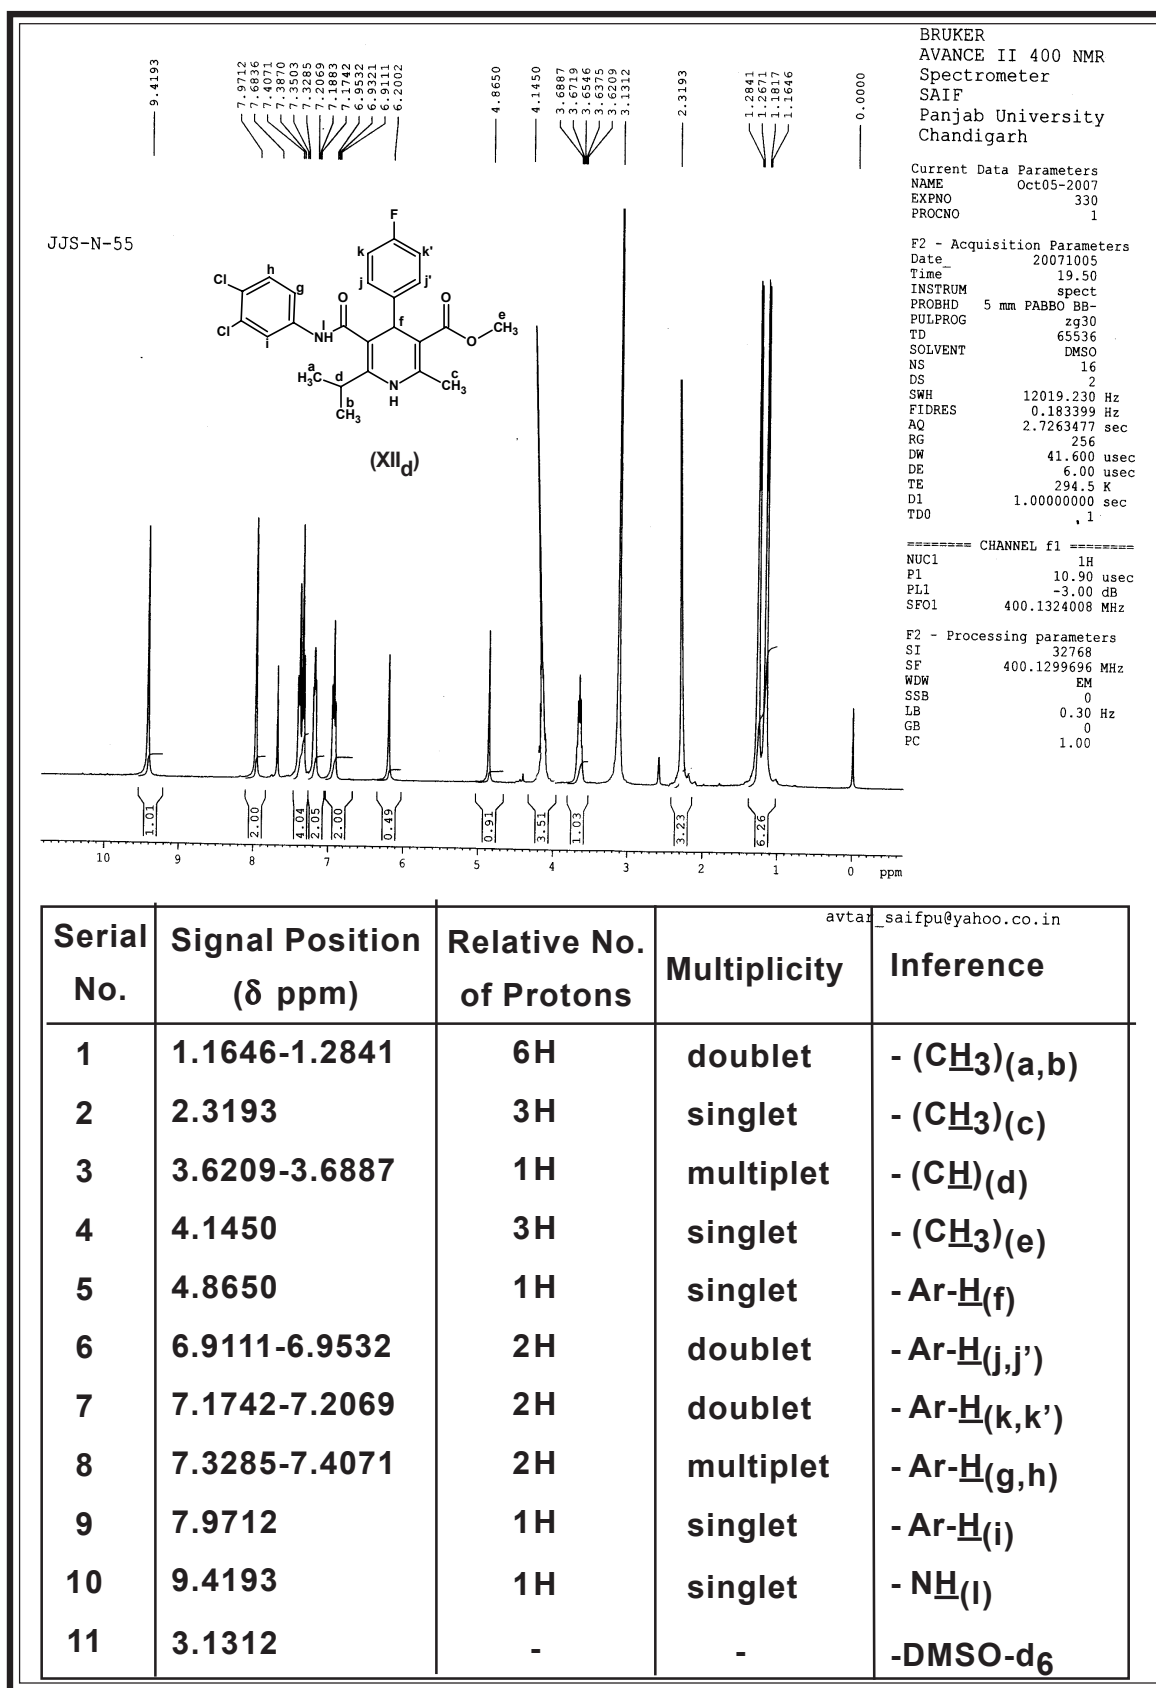 BRUKER
AVANCE II 400 NMR
Spectrometer
SAIF
Panjab University
Chandigarh
9.4193
7.9712
7.6836
7.4071
7.3870
7.3503
7.3285
7.2069
7.1883
7.1742
6.9532
6.9321
6.9111
6.2002
4.8650
4.1450
3.6887
3.6719
3.6546
3.6375
3.6209
3.1312
2.3193
1.2841
1.2671
1.1817
1.1646
0.0000
Current Data Parameters
NAME Oct05-2007
EXPNO 330
PROCNO 1
F2 - Acquisition Parameters
Date_ 20071005
Time 19.50
INSTRUM spect
PROBHD 5 mm PABBO BB-
PULPROG zg30
TD 65536
SOLVENT DMSO
NS 16
DS 2
SWH 12019.230 Hz
FIDRES 0.183399 Hz
AQ 2.7263477 sec
RG 256
DW 41.600 usec
DE 6.00 usec
TE 294.5 K
D1 1.00000000 sec
TD0 1
======== CHANNEL f1 ========
NUC1 1H
P1 10.90 usec
PL1 -3.00 dB
SFO1 400.1324008 MHz
F2 - Processing parameters
SI 32768
SF 400.1299696 MHz
WDW EM
SSB 0
LB 0.30 Hz
GB 0
PC 1.00
JJS-N-55
F
k k'
j j'
Cl h
g
Cl
i
l
NH
O
f
O
O
e
CH3
a
H3C
d
b
CH3
N
H
c
CH3
(XIId)
1.01 2.00 4.04 2.05 2.00 0.49 0.91 3.51 1.03 3.23 6.26
10 9 8 7 6 5 4 3 2 1 0 ppm
avtar_saifpu@yahoo.co.in
Serial No. Signal Position (δ ppm) Relative No. of Protons Multiplicity Inference
1 1.1646-1.2841 6H doublet - (CH3)(a,b)
2 2.3193 3H singlet - (CH3)(c)
3 3.6209-3.6887 1H multiplet - (CH)(d)
4 4.1450 3H singlet - (CH3)(e)
5 4.8650 1H singlet - Ar-H(f)
6 6.9111-6.9532 2H doublet - Ar-H(j,j’)
7 7.1742-7.2069 2H doublet - Ar-H(k,k’)
8 7.3285-7.4071 2H multiplet - Ar-H(g,h)
9 7.9712 1H singlet - Ar-H(i)
10 9.4193 1H singlet - NH(l)
11 3.1312 - - -DMSO-d6